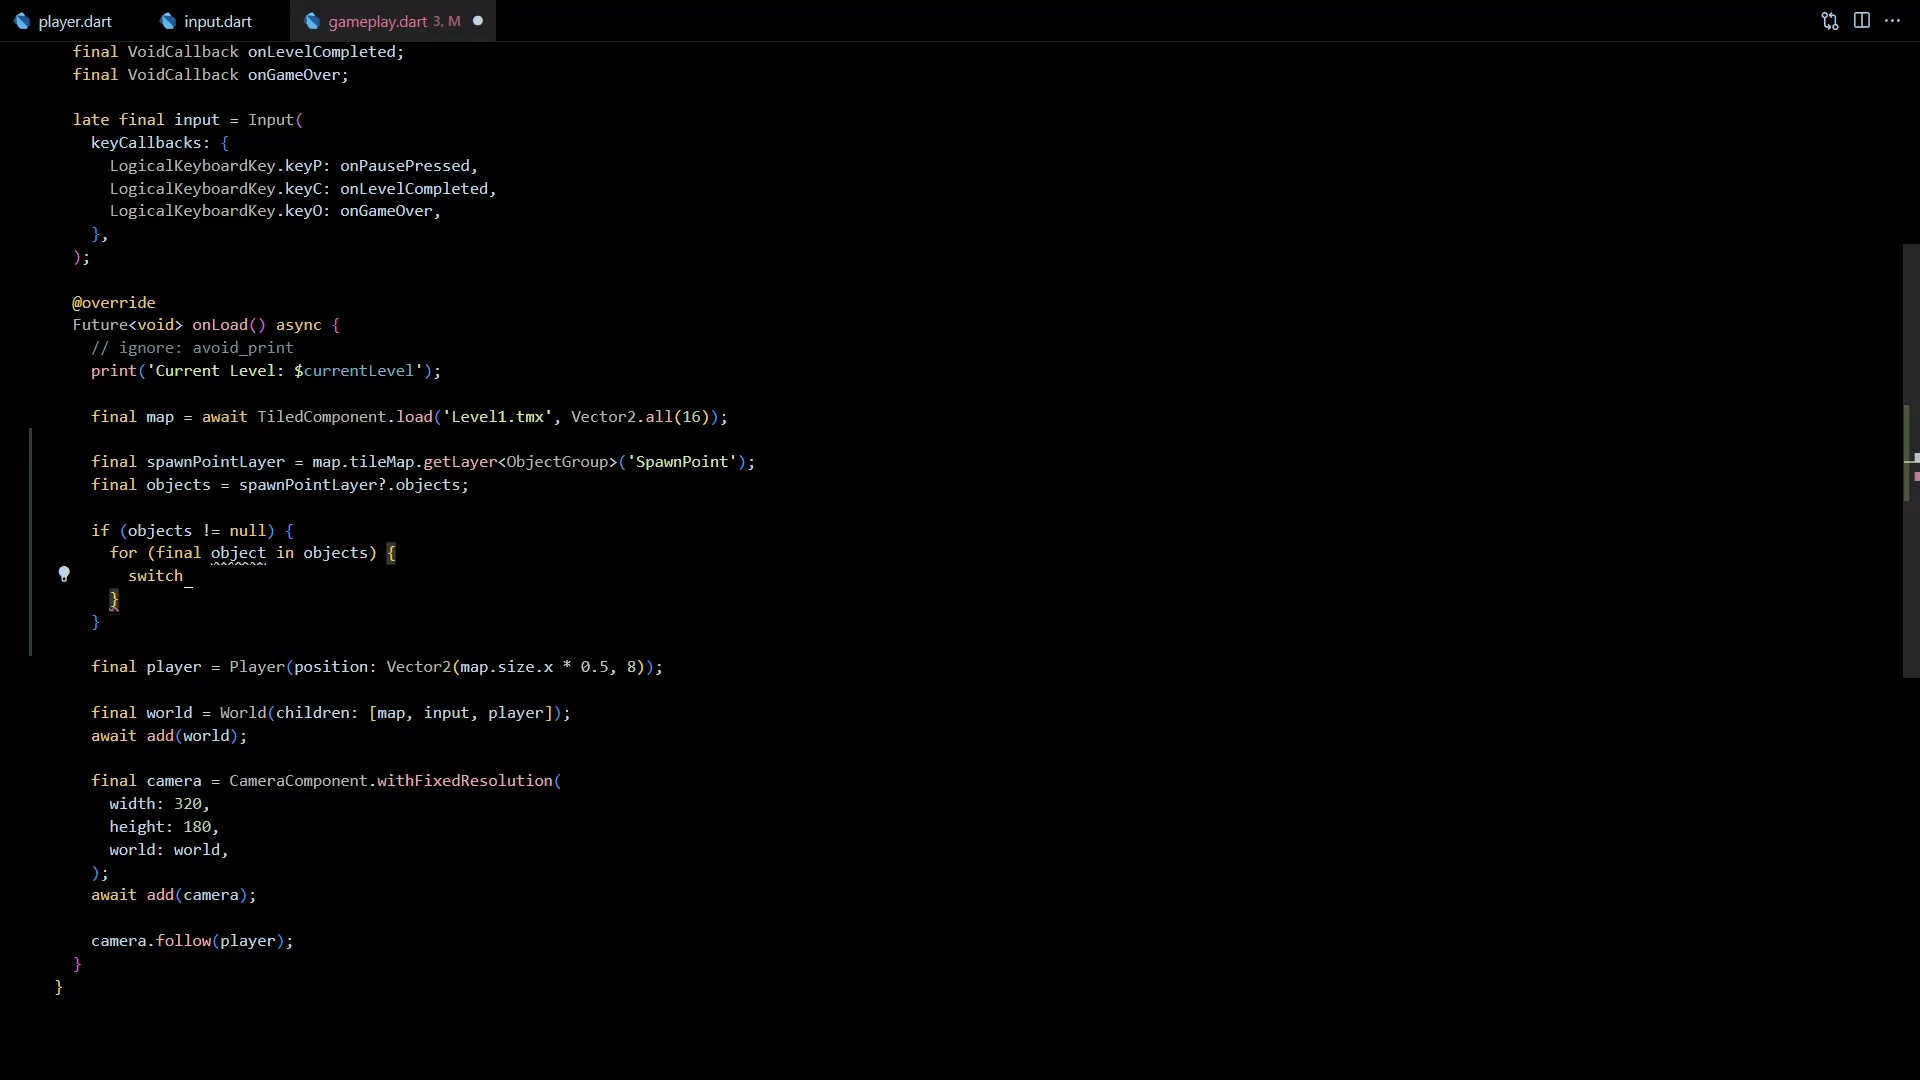 player.dart input.dart gameplay.dart 3, M
final VoidCallback onLevelCompleted;
final VoidCallback onGameOver;
late final input = Input(
keyCallbacks: {
LogicalKeyboardKey.keyP: onPausePressed,
LogicalKeyboardKey.keyC: onLevelCompleted,
LogicalKeyboardKey.keyO: onGameOver,
},
);
@override
Future<void> onLoad() async {
// ignore: avoid_print
print('Current Level: $currentLevel');
final map = await TiledComponent.load('Level1.tmx', Vector2.all(16));
final spawnPointLayer = map.tileMap.getLayer<ObjectGroup>('SpawnPoint');
final objects = spawnPointLayer?.objects;
if (objects != null) {
for (final object in objects) {
switch_
}
}
final player = Player(position: Vector2(map.size.x * 0.5, 8));
final world = World(children: [map, input, player]);
await add(world);
final camera = CameraComponent.withFixedResolution(
width: 320,
height: 180,
world: world,
);
await add(camera);
camera.follow(player);
}
}